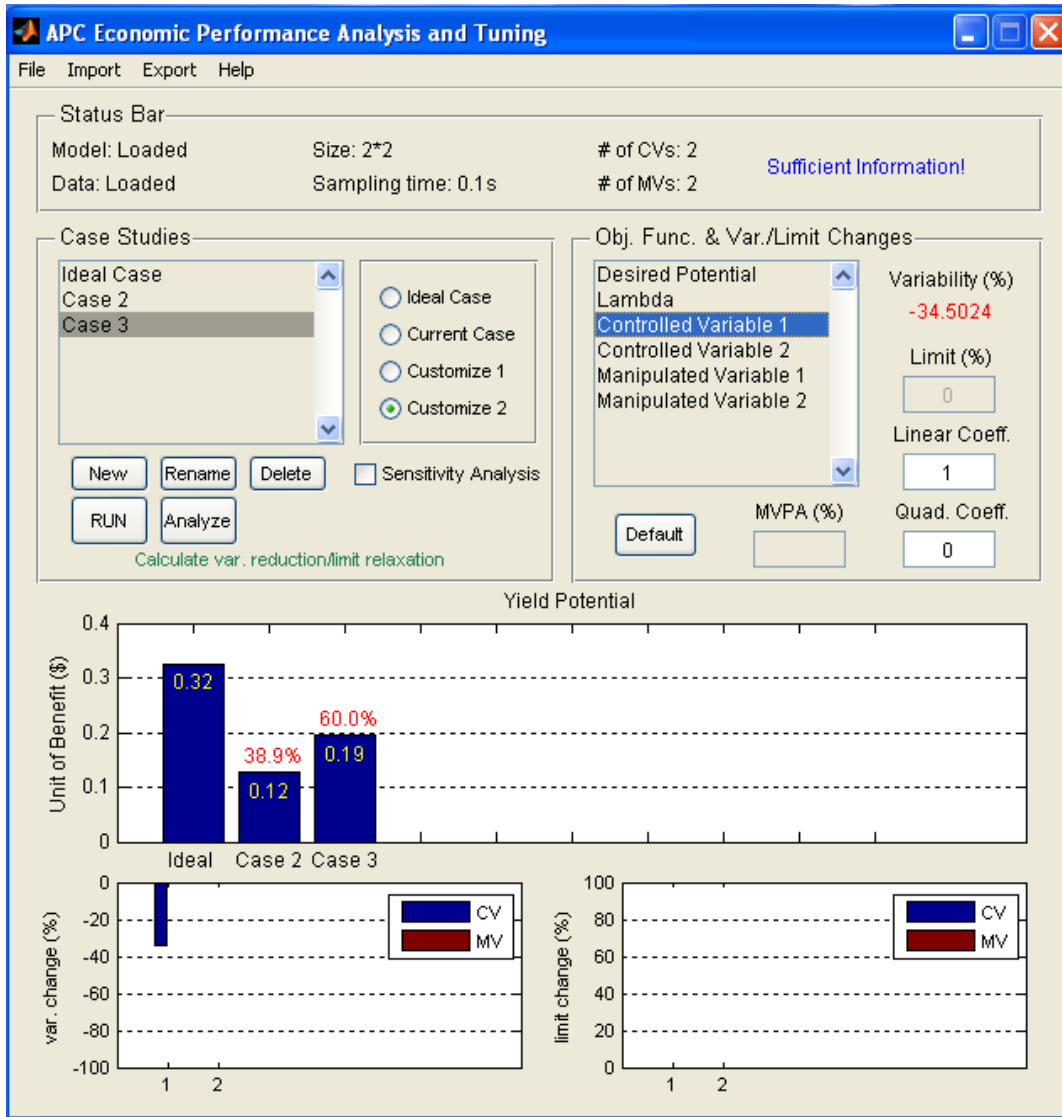 APC Economic Performance Analysis and Tuning
File Import Export Help
Status Bar
Model: Loaded Size: 2*2 # of CVs: 2 Sufficient Information!
Data: Loaded Sampling time: 0.1s # of MVs: 2
Case Studies
Ideal Case
Case 2
Case 3
Ideal Case
Current Case
Customize 1
Customize 2
New Rename Delete Sensitivity Analysis
RUN Analyze
Calculate var. reduction/limit relaxation
Obj. Func. & Var./Limit Changes
Desired Potential
Lambda
Controlled Variable 1
Controlled Variable 2
Manipulated Variable 1
Manipulated Variable 2
Variability (%)
-34.5024
Limit (%)
0
Linear Coeff.
1
Default MVPA (%) Quad. Coeff.
0
Yield Potential
Unit of Benefit ($)
0.4
0.3
0.2
0.1
0
0.32
38.9%
0.12
60.0%
0.19
Ideal Case 2 Case 3
var. change (%)
0
-20
-40
-60
-80
-100
1 2
CV
MV
limit change (%)
100
80
60
40
20
0
1 2
CV
MV